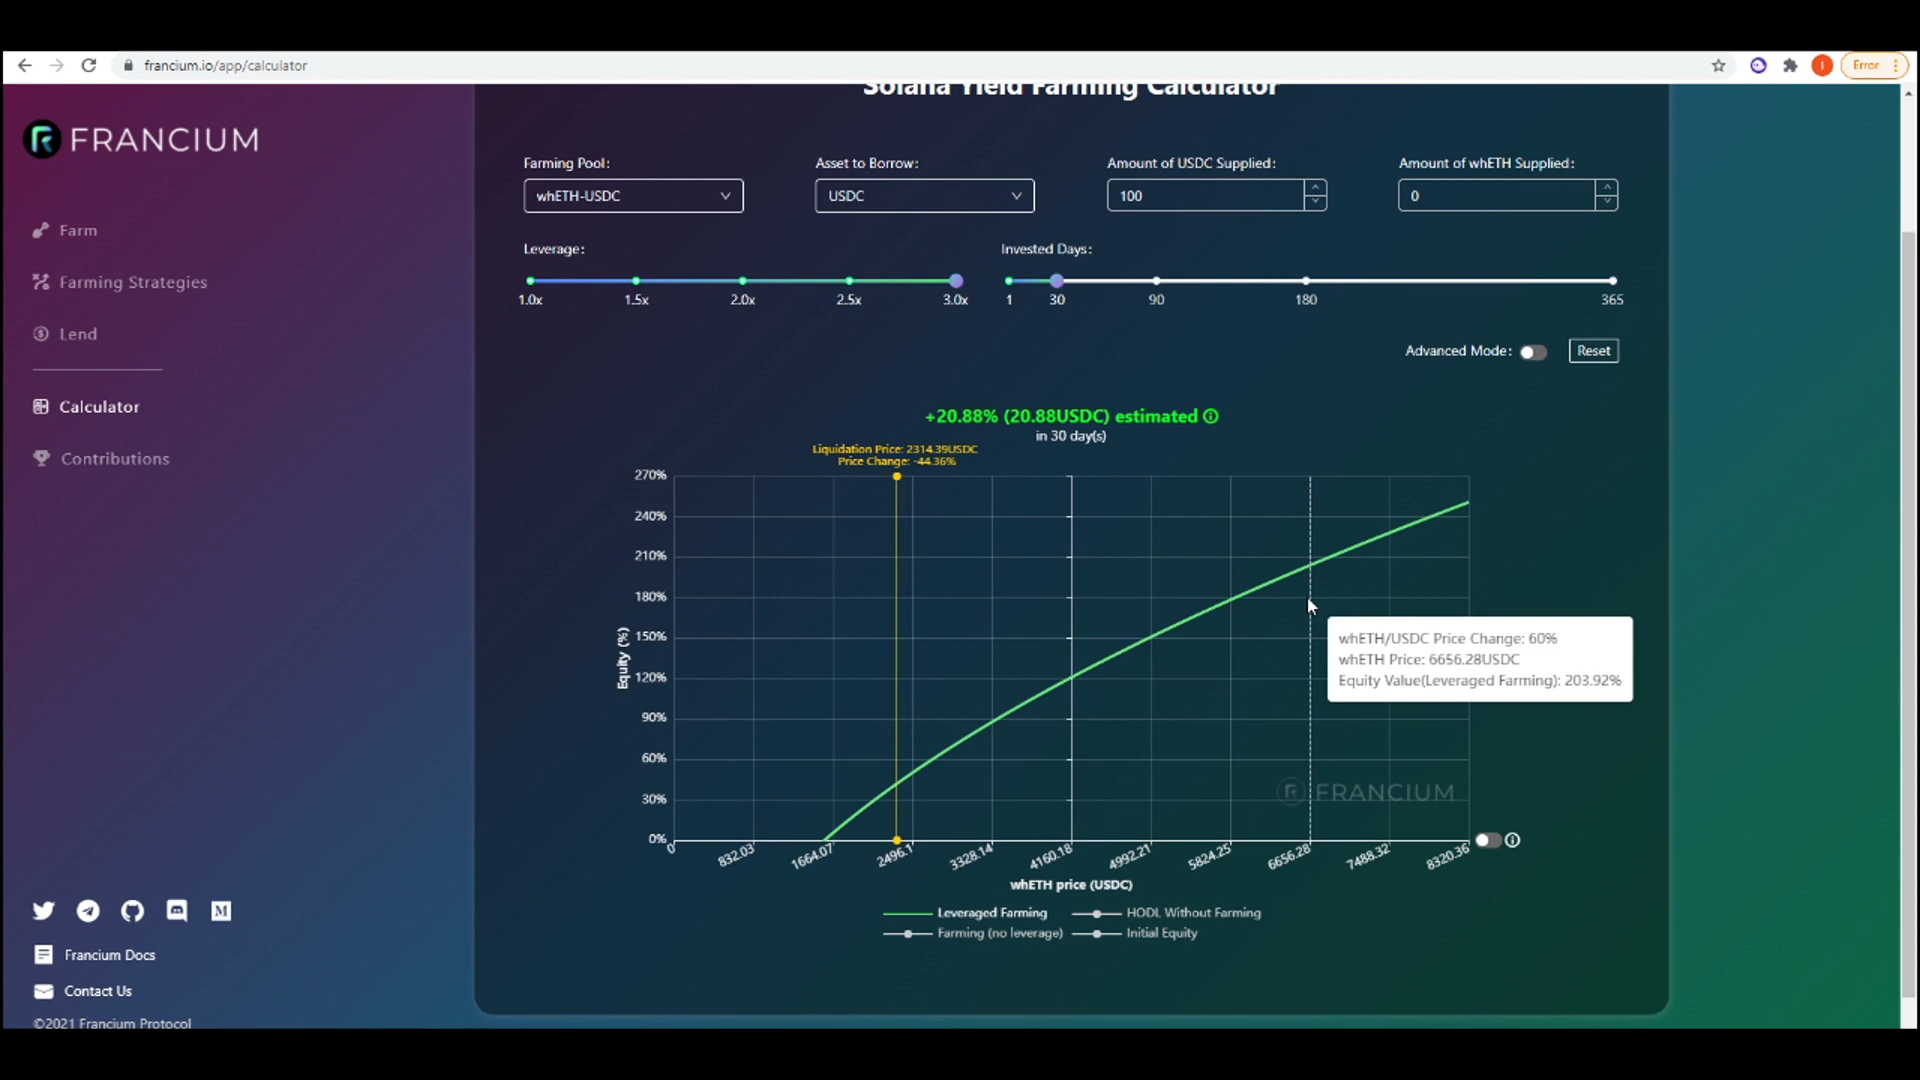 francium.io/app/calculator
Error
Solana Yield Farming Calculator
FRANCIUM
Farm
Farming Strategies
Lend
Calculator
Contributions
Farming Pool:
Asset to Borrow:
Amount of USDC Supplied:
Amount of whETH Supplied:
whETH-USDC
USDC
100
0
Leverage:
Invested Days:
1.0x 1.5x 2.0x 2.5x 3.0x
1 30 90 180 365
Advanced Mode:
Reset
+20.88% (20.88USDC) estimated
in 30 day(s)
Liquidation Price: 2314.39USDC
Price Change: -44.36%
270%
240%
210%
180%
150%
120%
90%
60%
30%
0%
Equity (%)
whETH/USDC Price Change: 60%
whETH Price: 6656.28USDC
Equity Value(Leveraged Farming): 203.92%
FRANCIUM
0 832.03 1664.07 2496.1 3328.14 4160.18 4992.21 5824.25 6656.28 7488.32 8320.36
whETH price (USDC)
Leveraged Farming HODL Without Farming
Farming (no leverage) Initial Equity
Francium Docs
Contact Us
©2021 Francium Protocol